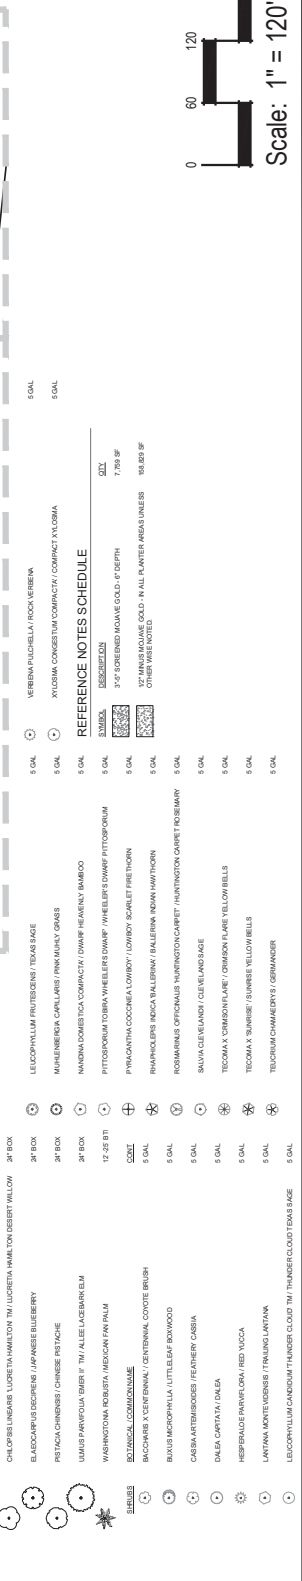 CHILOPSIS LINEARIS 'LUCRETIA HAMILTON' TM / LUCRETIA HAMILTON DESERT WILLOW 24" BOX
ELAEOCARPUS DECIPIENS / JAPANESE BLUEBERRY 24" BOX
PISTACIA CHINENSIS / CHINESE PISTACHE 24" BOX
ULMUS PARVIFOLIA 'EMER II' TM / ALLEE LACEBARK ELM 24" BOX
WASHINGTONIA ROBUSTA / MEXICAN FAN PALM 12`-25` BTH
SHRUBS BOTANICAL / COMMON NAME CONT
BACCHARIS X 'CENTENNIAL' / CENTENNIAL COYOTE BRUSH 5 GAL
BUXUS MICROPHYLLA / LITTLELEAF BOXWOOD 5 GAL
CASSIA ARTEMISIOIDES / FEATHERY CASSIA 5 GAL
DALEA CAPITATA / DALEA 5 GAL
HESPERALOE PARVIFLORA / RED YUCCA 5 GAL
LANTANA MONTEVIDENSIS / TRAILING LANTANA 5 GAL
LEUCOPHYLLUM CANDIDUM 'THUNDER CLOUD' TM / THUNDER CLOUD TEXAS SAGE 5 GAL
LEUCOPHYLLUM FRUTESCENS / TEXAS SAGE 5 GAL
MUHLENBERGIA CAPILLARIS / PINK MUHLY GRASS 5 GAL
NANDINA DOMESTICA 'COMPACTA' / DWARF HEAVENLY BAMBOO 5 GAL
PITTOSPORUM TOBIRA 'WHEELER'S DWARF' / WHEELER'S DWARF PITTOSPORUM 5 GAL
PYRACANTHA COCCINEA 'LOWBOY' / LOWBOY SCARLET FIRETHORN 5 GAL
RHAPHIOLEPIS INDICA 'BALLERINA' / BALLERINA INDIAN HAWTHORN 5 GAL
ROSMARINUS OFFICINALIS 'HUNTINGTON CARPET' / HUNTINGTON CARPET ROSEMARY 5 GAL
SALVIA CLEVELANDII / CLEVELAND SAGE 5 GAL
TECOMA X 'CRIMSON FLARE' / CRIMSON FLARE YELLOW BELLS 5 GAL
TECOMA X 'SUNRISE' / SUNRISE YELLOW BELLS 5 GAL
TEUCRIUM CHAMAEDRYS / GERMANDER 5 GAL
VERBENA PULCHELLA / ROCK VERBENA 5 GAL
XYLOSMA CONGESTUM 'COMPACTA' / COMPACT XYLOSMA 5 GAL
REFERENCE NOTES SCHEDULE
SYMBOL DESCRIPTION QTY
3"-6" SCREENED MOJAVE GOLD - 6" DEPTH 7,759 SF
1/2" MINUS MOJAVE GOLD - IN ALL PLANTER AREAS UNLESS 158,829 SF
OTHER WISE NOTED.
0 60 120
Scale: 1" = 120'